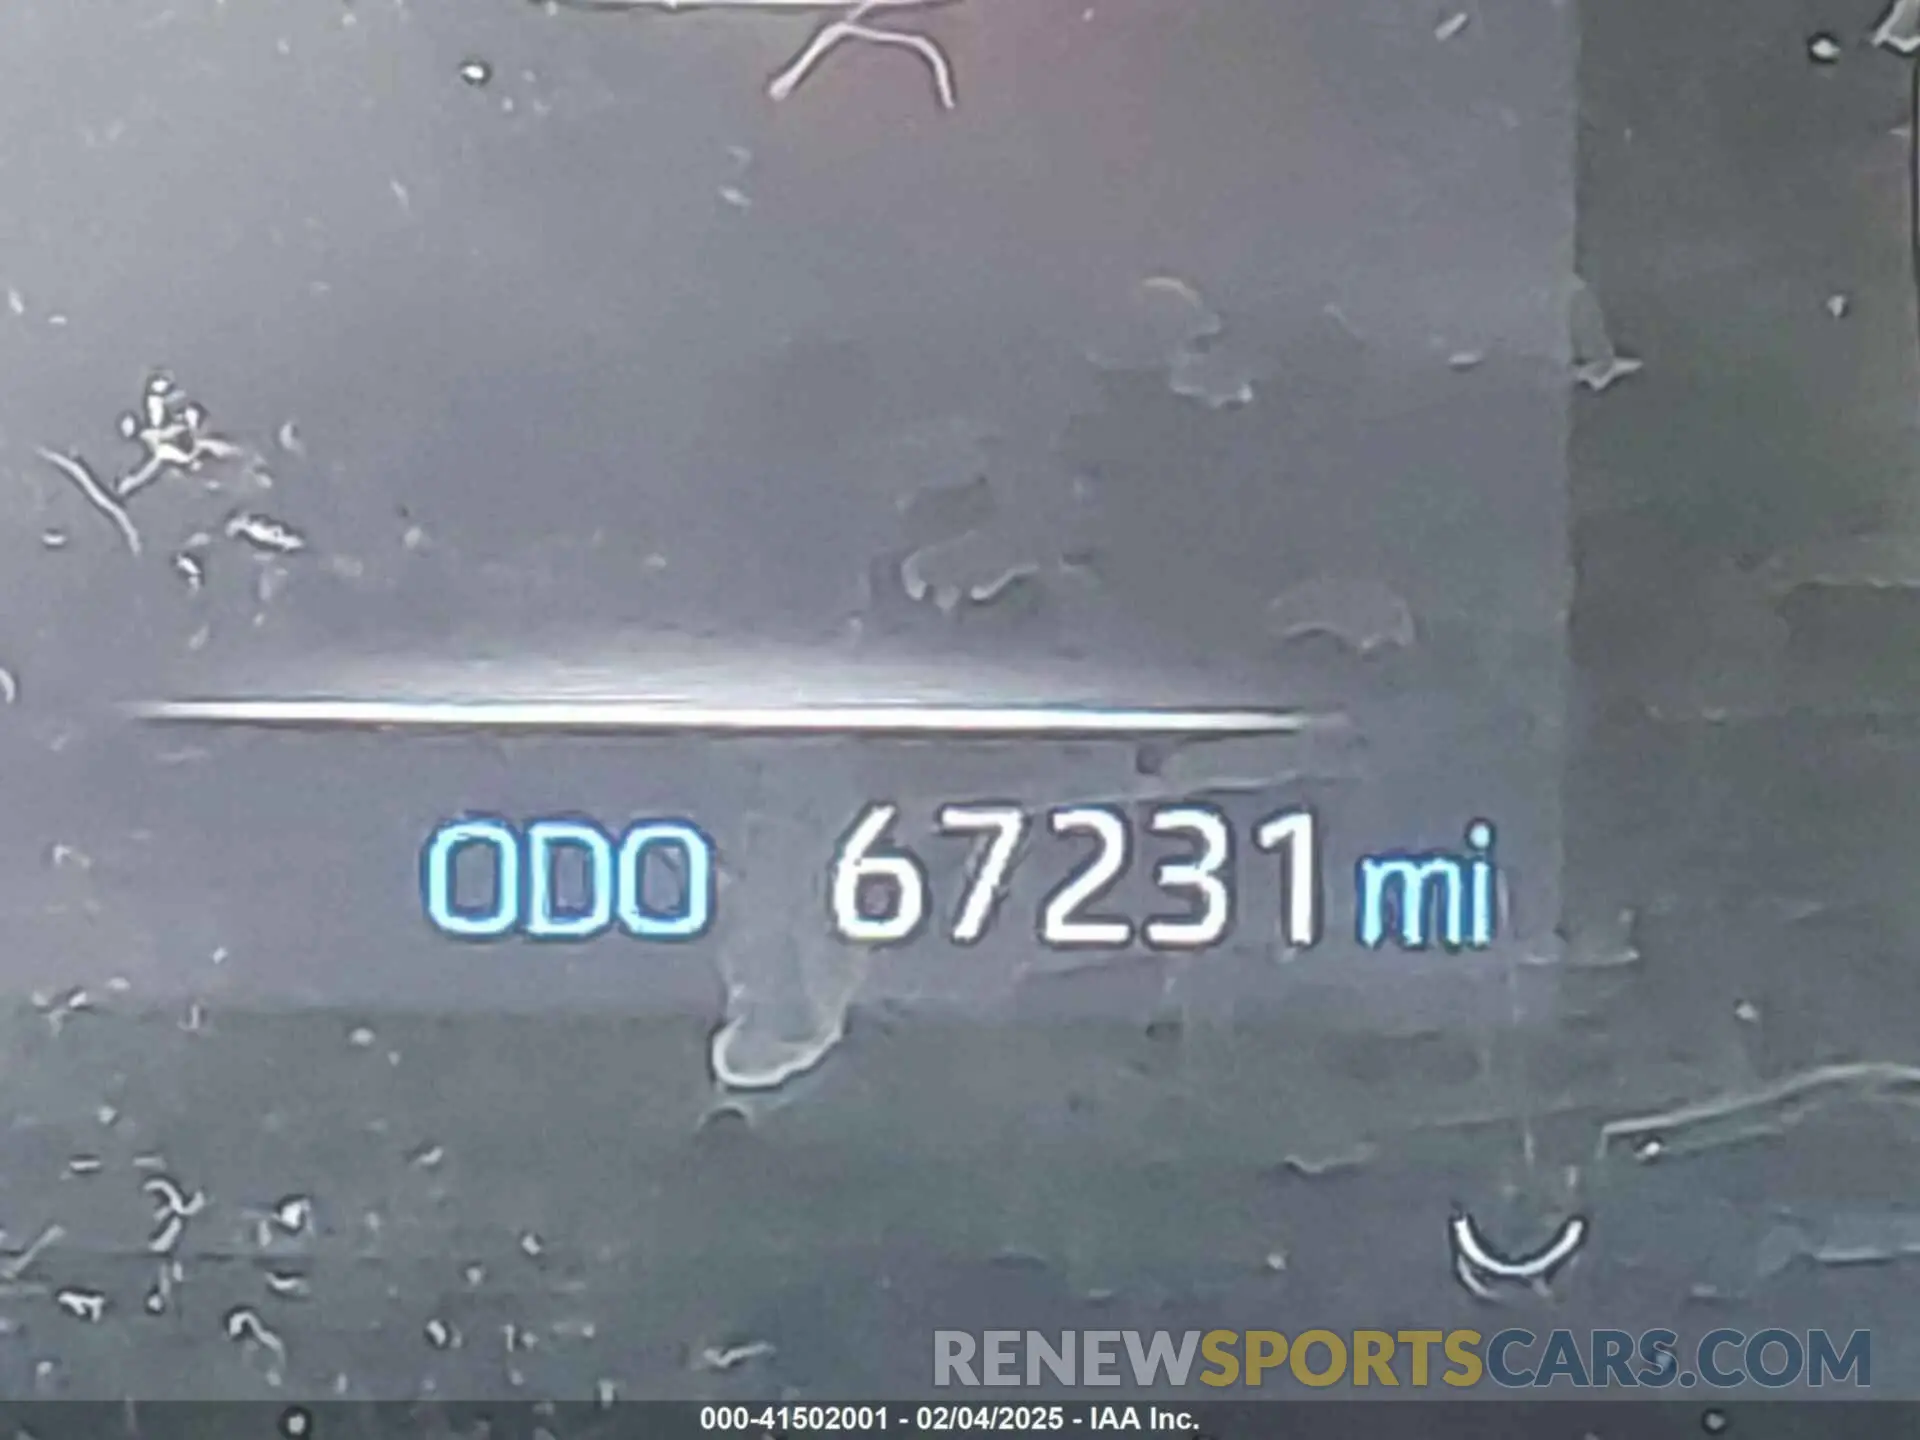 ODO 67231 mi
RENEWSPORTSCARS.COM
000-41502001 - 02/04/2025 - IAA Inc.